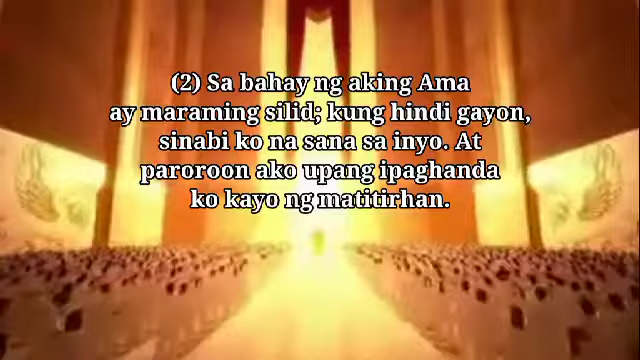 (2) Sa bahay ng aking Ama
ay maraming silid; kung hindi gayon,
sinabi ko na sana sa inyo. At
paroroon ako upang ipaghanda
ko kayo ng matitirhan.